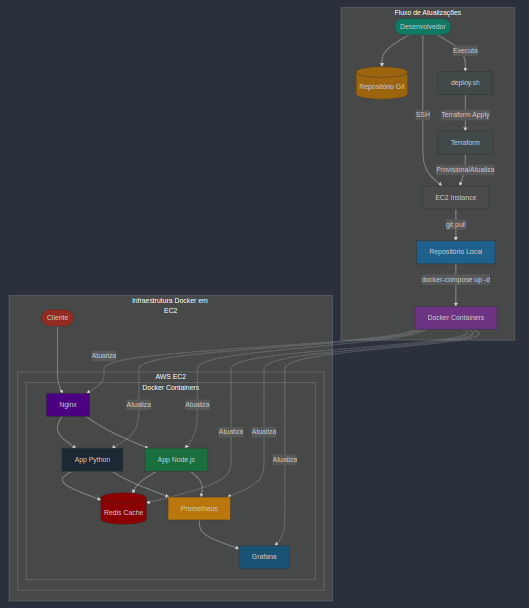 Fluxo de Atualizações
Desenvolvedor
Executa
Repositório Git
deploy.sh
SSH
Terraform Apply
Terraform
Provisiona/Atualiza
EC2 Instance
git pull
Repositório Local
docker-compose up -d
Docker Containers
Infraestrutura Docker em
EC2
Cliente
Atualiza
AWS EC2
Docker Containers
Nginx
Atualiza
Atualiza
Atualiza
Atualiza
App Python
App Node.js
Atualiza
Redis Cache
Prometheus
Grafana